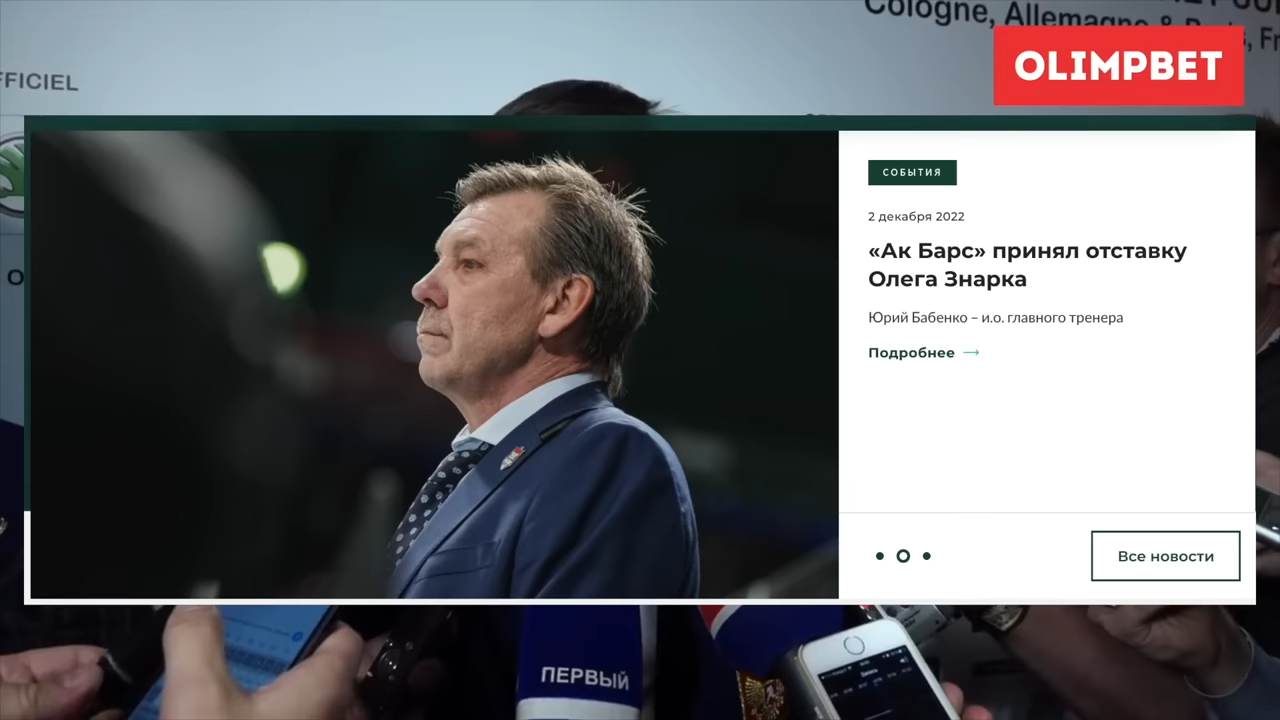 Cologne, Allemagne &
FFICIEL
OLIMPBET
СОБЫТИЯ
2 декабря 2022
«Ак Барс» принял отставку
Олега Знарка
Юрий Бабенко – и.о. главного тренера
Подробнее →
Все новости
ПЕРВЫЙ